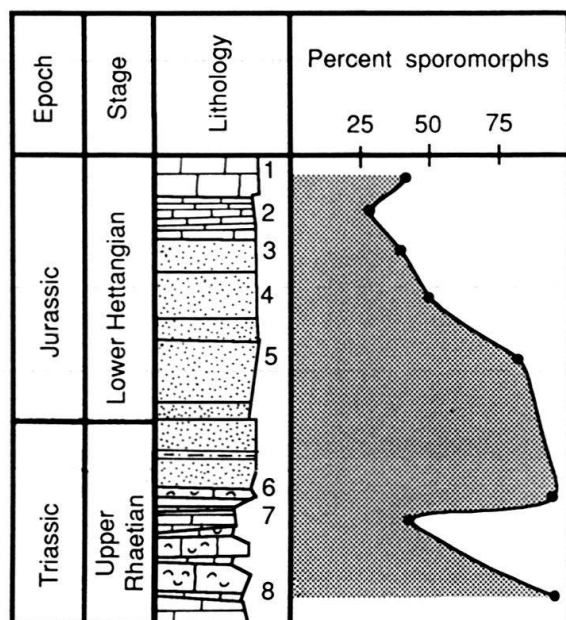 Epoch
Stage
Lithology
Percent sporomorphs
25 50 75
Jurassic
Lower Hettangian
Triassic
Upper
Rhaetian
1
2
3
4
5
6
7
8